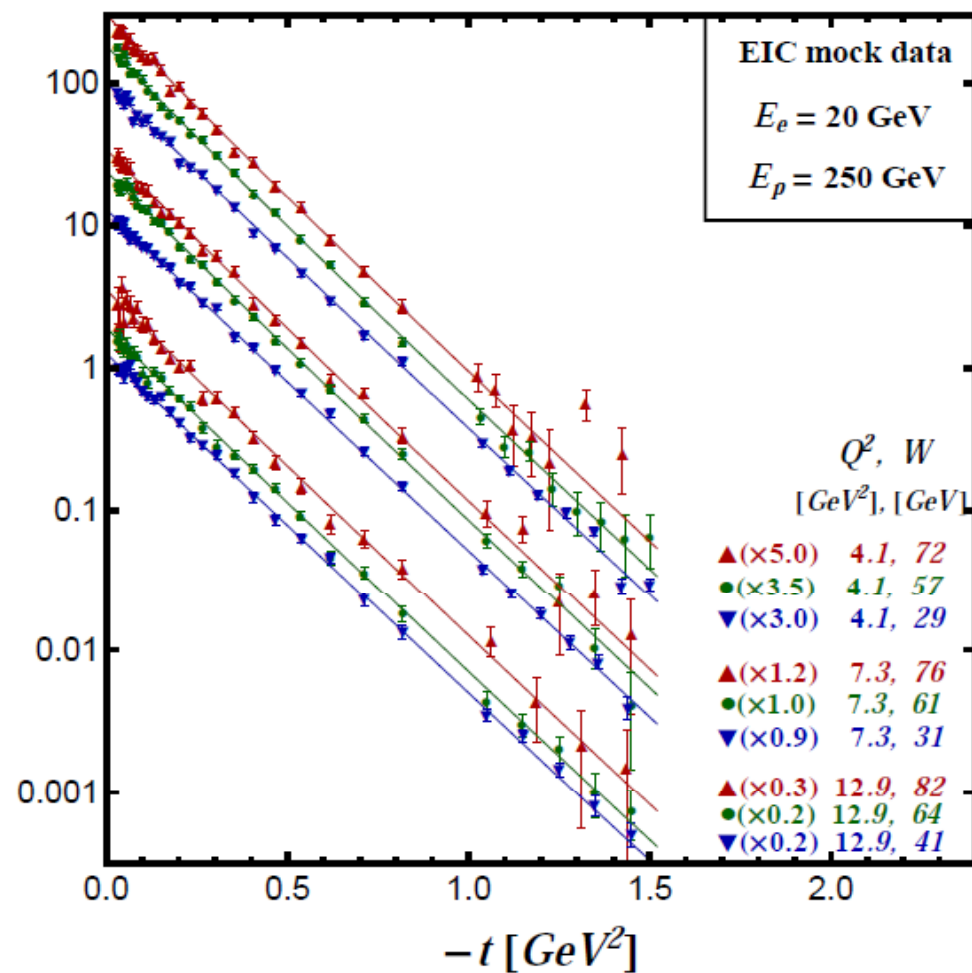 EIC mock data
E_e = 20 GeV
E_p = 250 GeV
100
10
1
0.1
0.01
0.001
Q², W
[GeV²], [GeV]
▲(×5.0) 4.1, 72
●(×3.5) 4.1, 57
▼(×3.0) 4.1, 29
▲(×1.2) 7.3, 76
●(×1.0) 7.3, 61
▼(×0.9) 7.3, 31
▲(×0.3) 12.9, 82
●(×0.2) 12.9, 64
▼(×0.2) 12.9, 41
0.0 0.5 1.0 1.5 2.0
−t [GeV²]